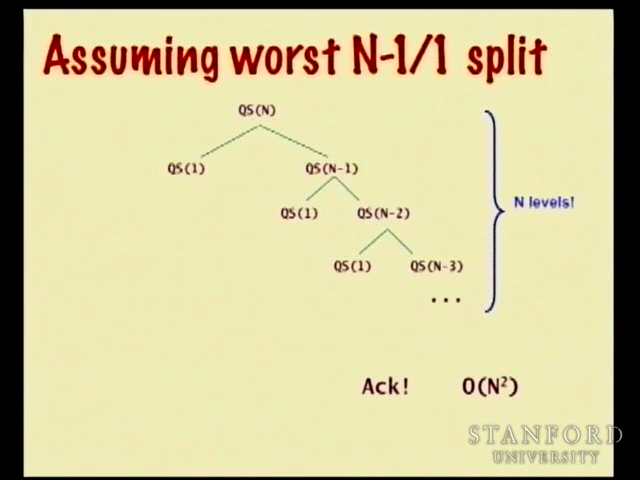 Assuming worst N-1/1 split
QS(N)
QS(1) QS(N-1)
N levels!
QS(1) QS(N-2)
QS(1) QS(N-3)
...
Ack! O(N²)
STANFORD
UNIVERSITY